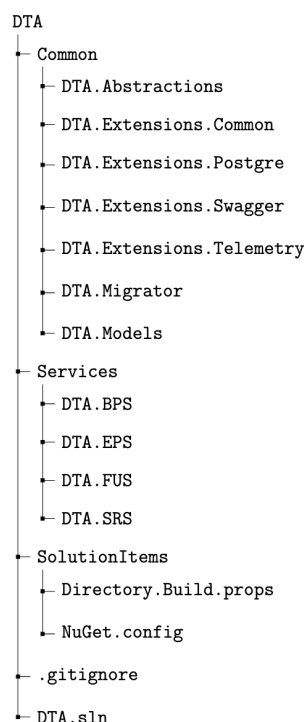 DTA
Common
DTA.Abstractions
DTA.Extensions.Common
DTA.Extensions.Postgre
DTA.Extensions.Swagger
DTA.Extensions.Telemetry
DTA.Migrator
DTA.Models
Services
DTA.BPS
DTA.EPS
DTA.FUS
DTA.SRS
SolutionItems
Directory.Build.props
NuGet.config
.gitignore
DTA.sln